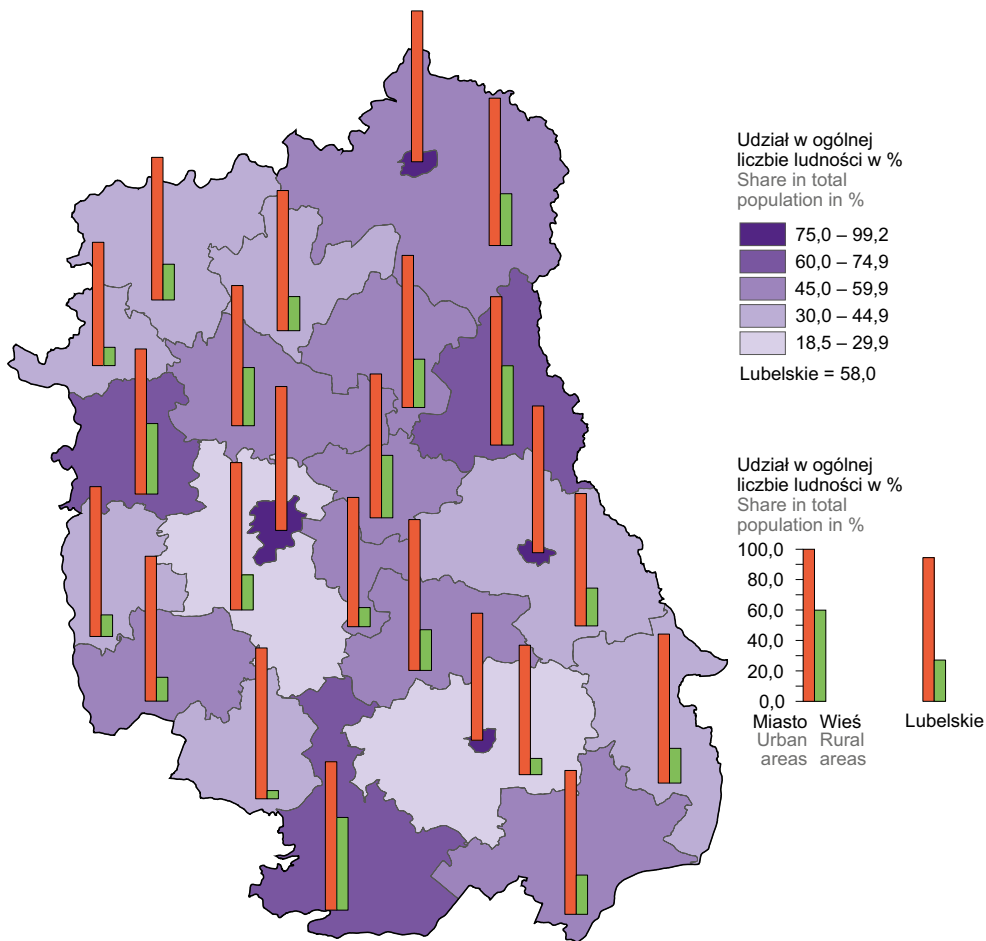 Udział w ogólnej
liczbie ludności w %
Share in total
population in %
75,0 – 99,2
60,0 – 74,9
45,0 – 59,9
30,0 – 44,9
18,5 – 29,9
Lubelskie = 58,0
Udział w ogólnej
liczbie ludności w %
Share in total
population in %
100,0
80,0
60,0
40,0
20,0
0,0
Miasto Wieś
Urban Rural
areas areas
Lubelskie